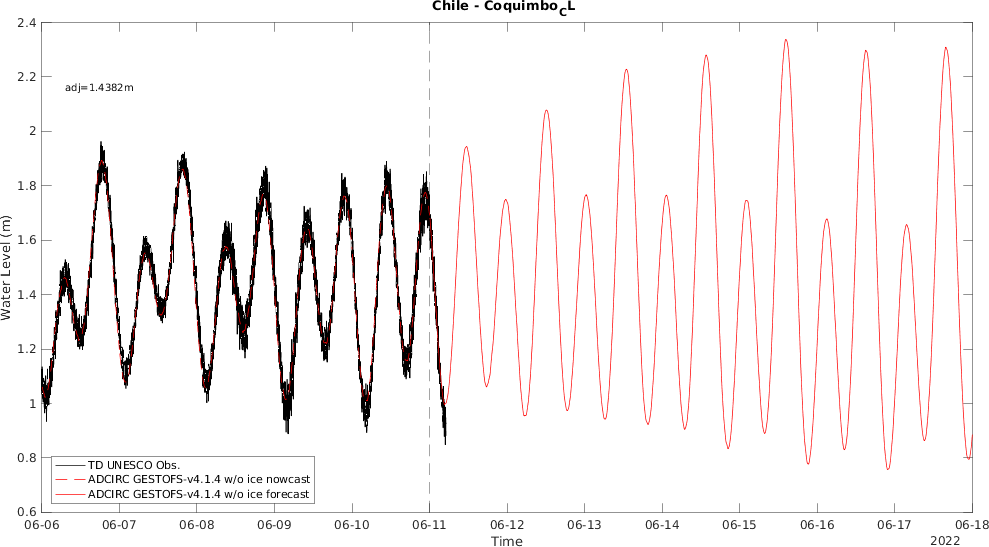 Chile - Coquimbo_CL
2.4
2.2
2
1.8
1.6
1.4
1.2
1
0.8
0.6
Water Level (m)
adj=1.4382m
TD UNESCO Obs.
ADCIRC GESTOFS-v4.1.4 w/o ice nowcast
ADCIRC GESTOFS-v4.1.4 w/o ice forecast
06-06 06-07 06-08 06-09 06-10 06-11 06-12 06-13 06-14 06-15 06-16 06-17 06-18
Time
2022